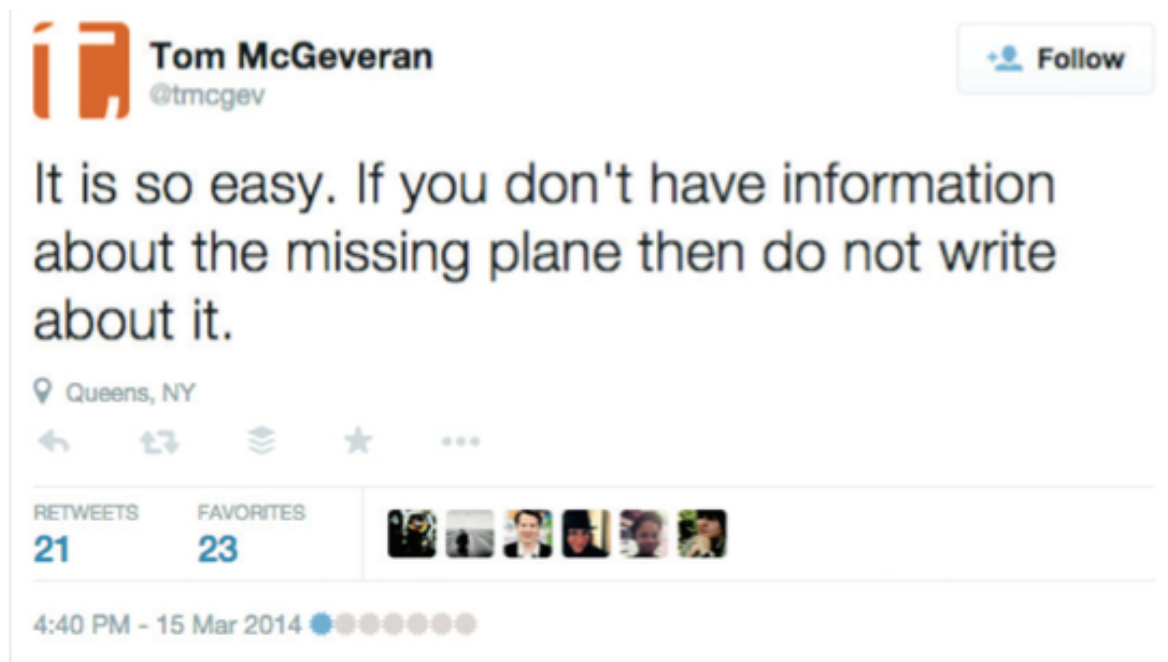 Tom McGeveran
@tmcgev
Follow
It is so easy. If you don't have information
about the missing plane then do not write
about it.
Queens, NY
RETWEETS FAVORITES
21 23
4:40 PM - 15 Mar 2014